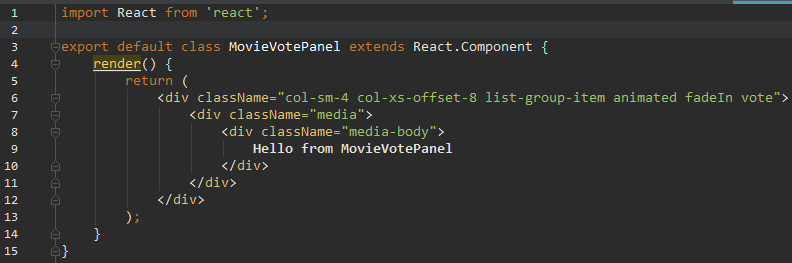 1 import React from 'react';
2
3 export default class MovieVotePanel extends React.Component {
4     render() {
5         return (
6             <div className="col-sm-4 col-xs-offset-8 list-group-item animated fadeIn vote">
7                 <div className="media">
8                     <div className="media-body">
9                         Hello from MovieVotePanel
10                     </div>
11                 </div>
12             </div>
13         );
14     }
15 }